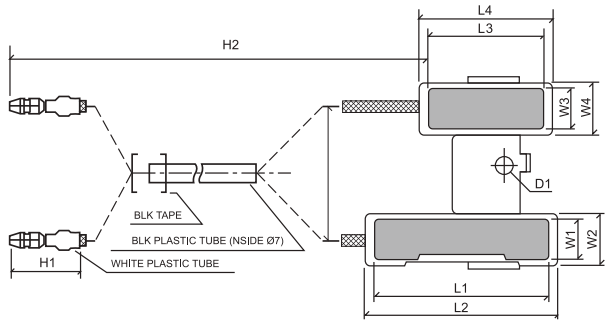 L4
H2
L3
W3
W4
D1
BLK TAPE
BLK PLASTIC TUBE (NSIDE Ø7)
WHITE PLASTIC TUBE
H1
W1
W2
L1
L2